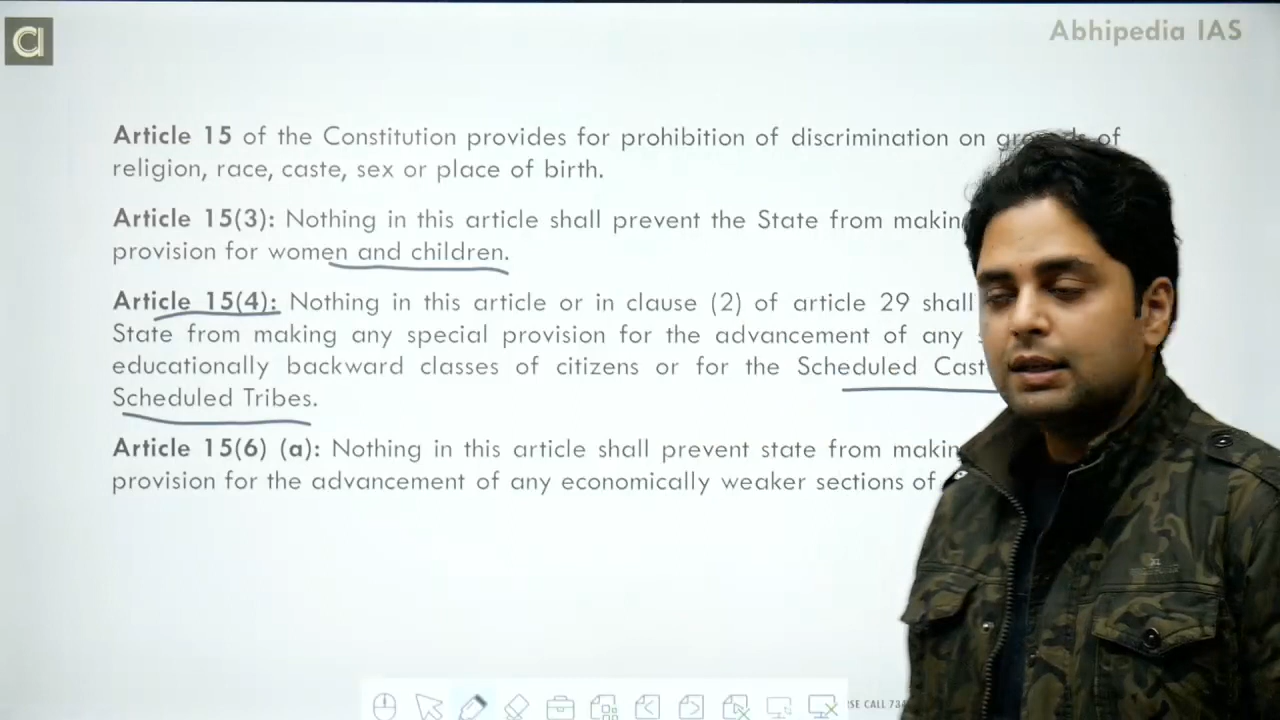 Abhipedia IAS
Article 15 of the Constitution provides for prohibition of discrimination on grounds of
religion, race, caste, sex or place of birth.
Article 15(3): Nothing in this article shall prevent the State from making
provision for women and children.
Article 15(4): Nothing in this article or in clause (2) of article 29 shall
State from making any special provision for the advancement of any
educationally backward classes of citizens or for the Scheduled
Scheduled Tribes.
Article 15(6) (a): Nothing in this article shall prevent state from making
provision for the advancement of any economically weaker sections of
CALL